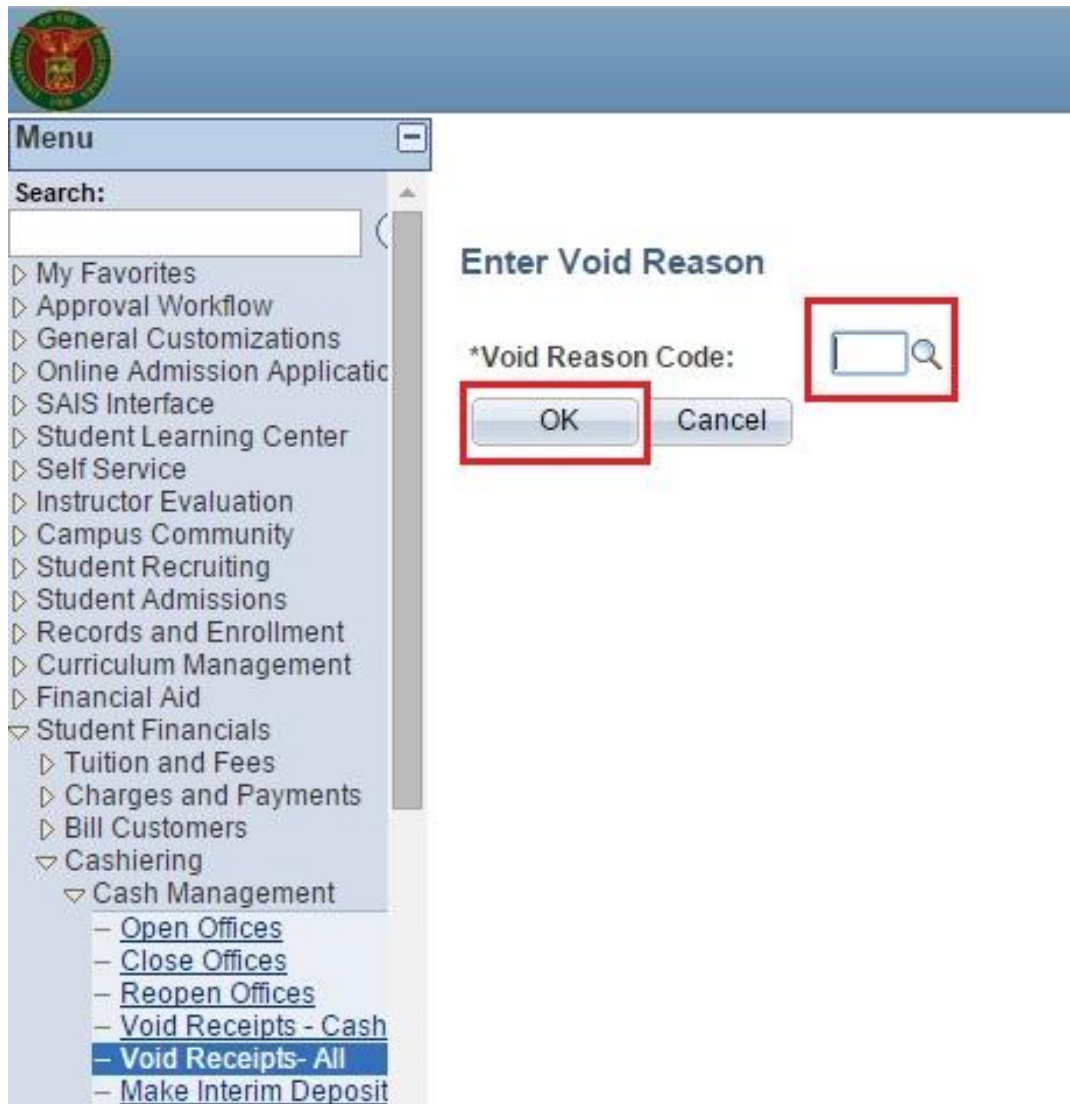 Menu
Search:
My Favorites
Approval Workflow
General Customizations
Online Admission Applicatic
SAIS Interface
Student Learning Center
Self Service
Instructor Evaluation
Campus Community
Student Recruiting
Student Admissions
Records and Enrollment
Curriculum Management
Financial Aid
Student Financials
Tuition and Fees
Charges and Payments
Bill Customers
Cashiering
Cash Management
– Open Offices
– Close Offices
– Reopen Offices
– Void Receipts - Cash
– Void Receipts- All
– Make Interim Deposit
Enter Void Reason
*Void Reason Code:
OK Cancel